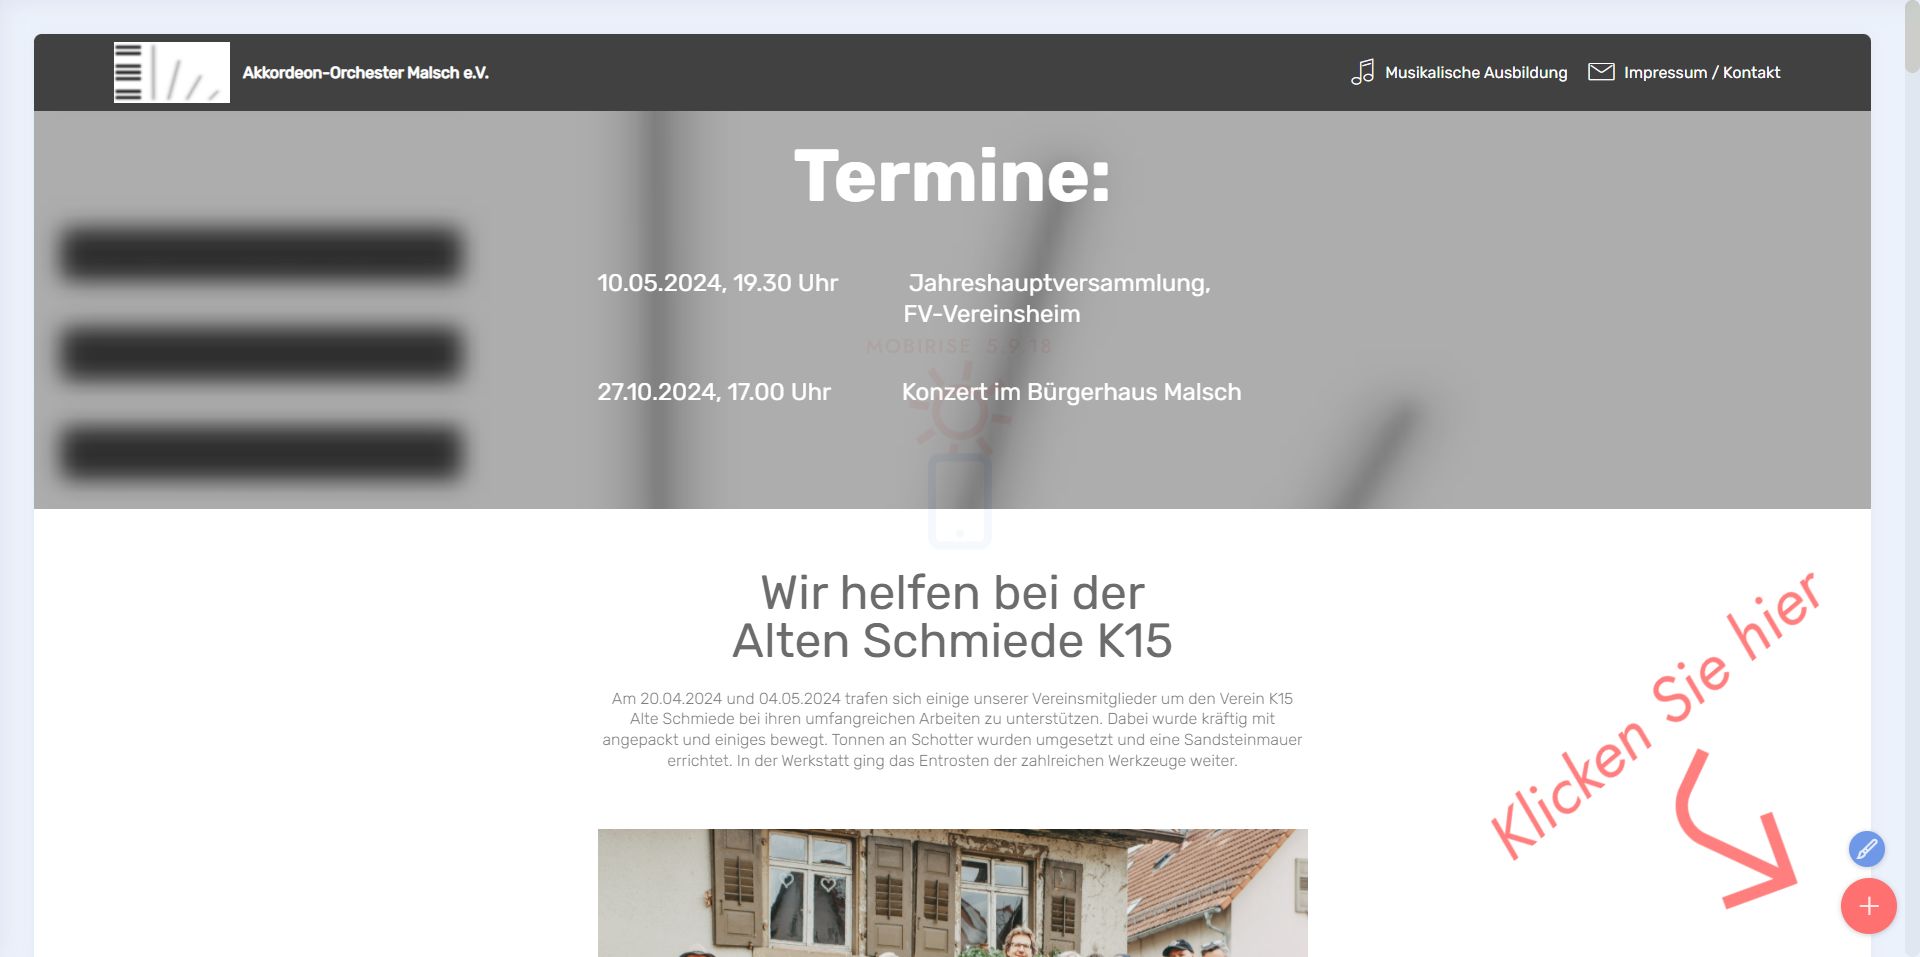 Akkordeon-Orchester Malsch e.V.
Musikalische Ausbildung
Impressum / Kontakt
Termine:
10.05.2024, 19.30 Uhr Jahreshauptversammlung,
FV-Vereinsheim
MOBIRISE 5.9.18
27.10.2024, 17.00 Uhr Konzert im Bürgerhaus Malsch
Wir helfen bei der
Alten Schmiede K15
Am 20.04.2024 und 04.05.2024 trafen sich einige unserer Vereinsmitglieder um den Verein K15
Alte Schmiede bei ihren umfangreichen Arbeiten zu unterstützen. Dabei wurde kräftig mit
angepackt und einiges bewegt. Tonnen an Schotter wurden umgesetzt und eine Sandsteinmauer
errichtet. In der Werkstatt ging das Entrosten der zahlreichen Werkzeuge weiter.
Klicken Sie hier